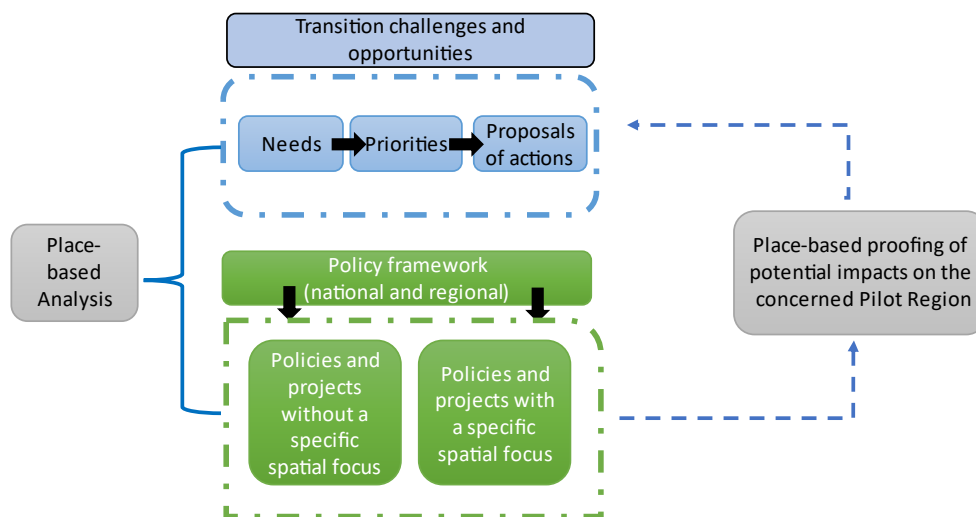 Transition challenges and
opportunities
Needs
Priorities
Proposals
of actions
Place-
based
Analysis
Policy framework
(national and regional)
Policies and
projects
without a
specific
spatial focus
Policies and
projects with
a specific
spatial focus
Place-based proofing of
potential impacts on the
concerned Pilot Region